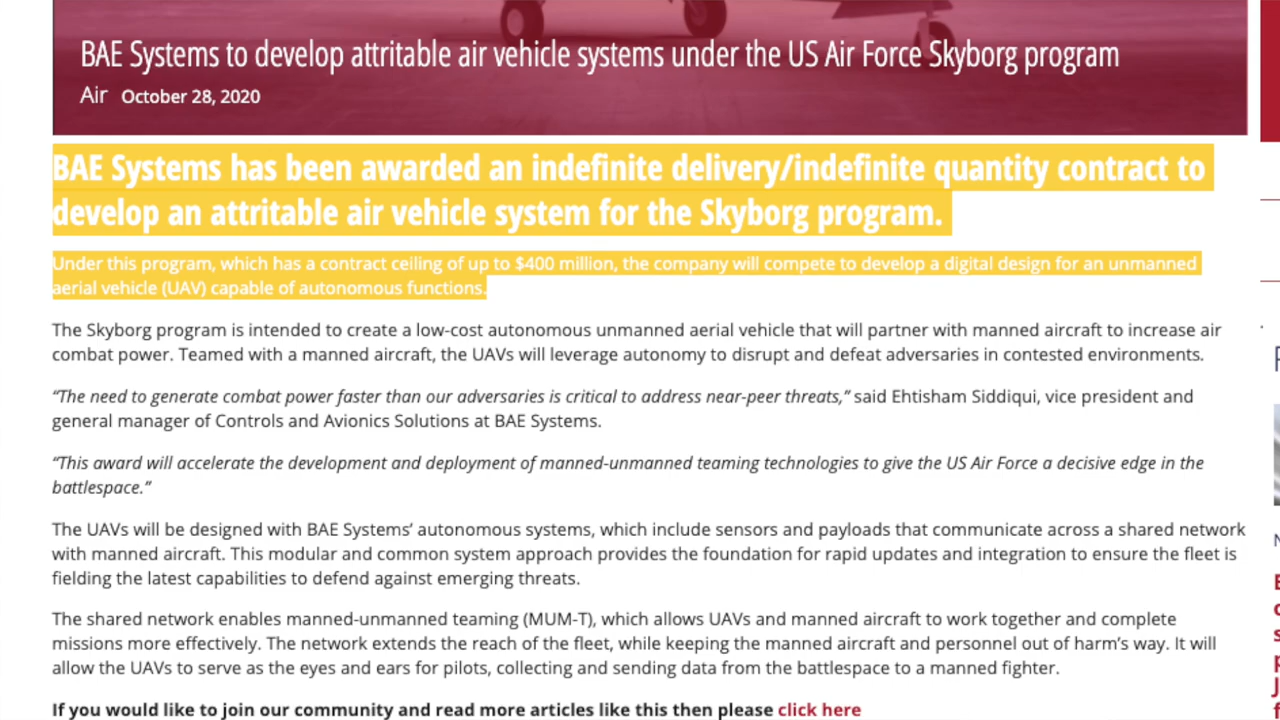 BAE Systems to develop attritable air vehicle systems under the US Air Force Skyborg program
Air October 28, 2020
BAE Systems has been awarded an indefinite delivery/indefinite quantity contract to
develop an attritable air vehicle system for the Skyborg program.
Under this program, which has a contract ceiling of up to $400 million, the company will compete to develop a digital design for an unmanned
aerial vehicle (UAV) capable of autonomous functions.
The Skyborg program is intended to create a low-cost autonomous unmanned aerial vehicle that will partner with manned aircraft to increase air
combat power. Teamed with a manned aircraft, the UAVs will leverage autonomy to disrupt and defeat adversaries in contested environments.
“The need to generate combat power faster than our adversaries is critical to address near-peer threats,” said Ehtisham Siddiqui, vice president and
general manager of Controls and Avionics Solutions at BAE Systems.
“This award will accelerate the development and deployment of manned-unmanned teaming technologies to give the US Air Force a decisive edge in the
battlespace.”
The UAVs will be designed with BAE Systems’ autonomous systems, which include sensors and payloads that communicate across a shared network
with manned aircraft. This modular and common system approach provides the foundation for rapid updates and integration to ensure the fleet is
fielding the latest capabilities to defend against emerging threats.
The shared network enables manned-unmanned teaming (MUM-T), which allows UAVs and manned aircraft to work together and complete
missions more effectively. The network extends the reach of the fleet, while keeping the manned aircraft and personnel out of harm’s way. It will
allow the UAVs to serve as the eyes and ears for pilots, collecting and sending data from the battlespace to a manned fighter.
If you would like to join our community and read more articles like this then please click here